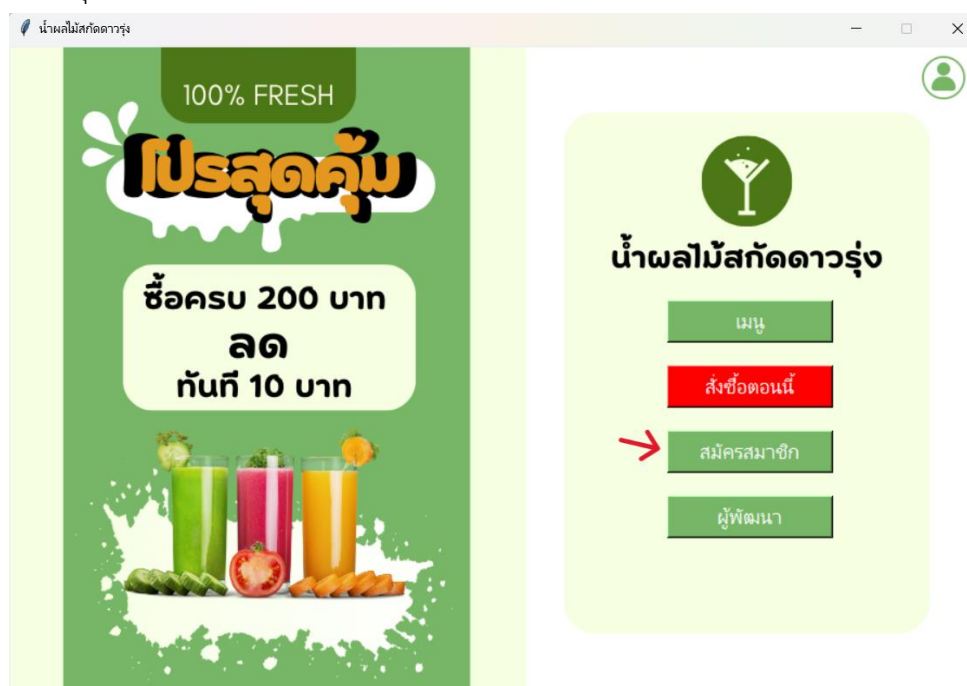 น้ำผลไม้สกัดดาวรุ่ง
100% FRESH
โปรสุดคุ้ม
ซื้อครบ 200 บาท
ลด
ทันที 10 บาท
น้ำผลไม้สกัดดาวรุ่ง
เมนู
สั่งซื้อตอนนี้
สมัครสมาชิก
ผู้พัฒนา